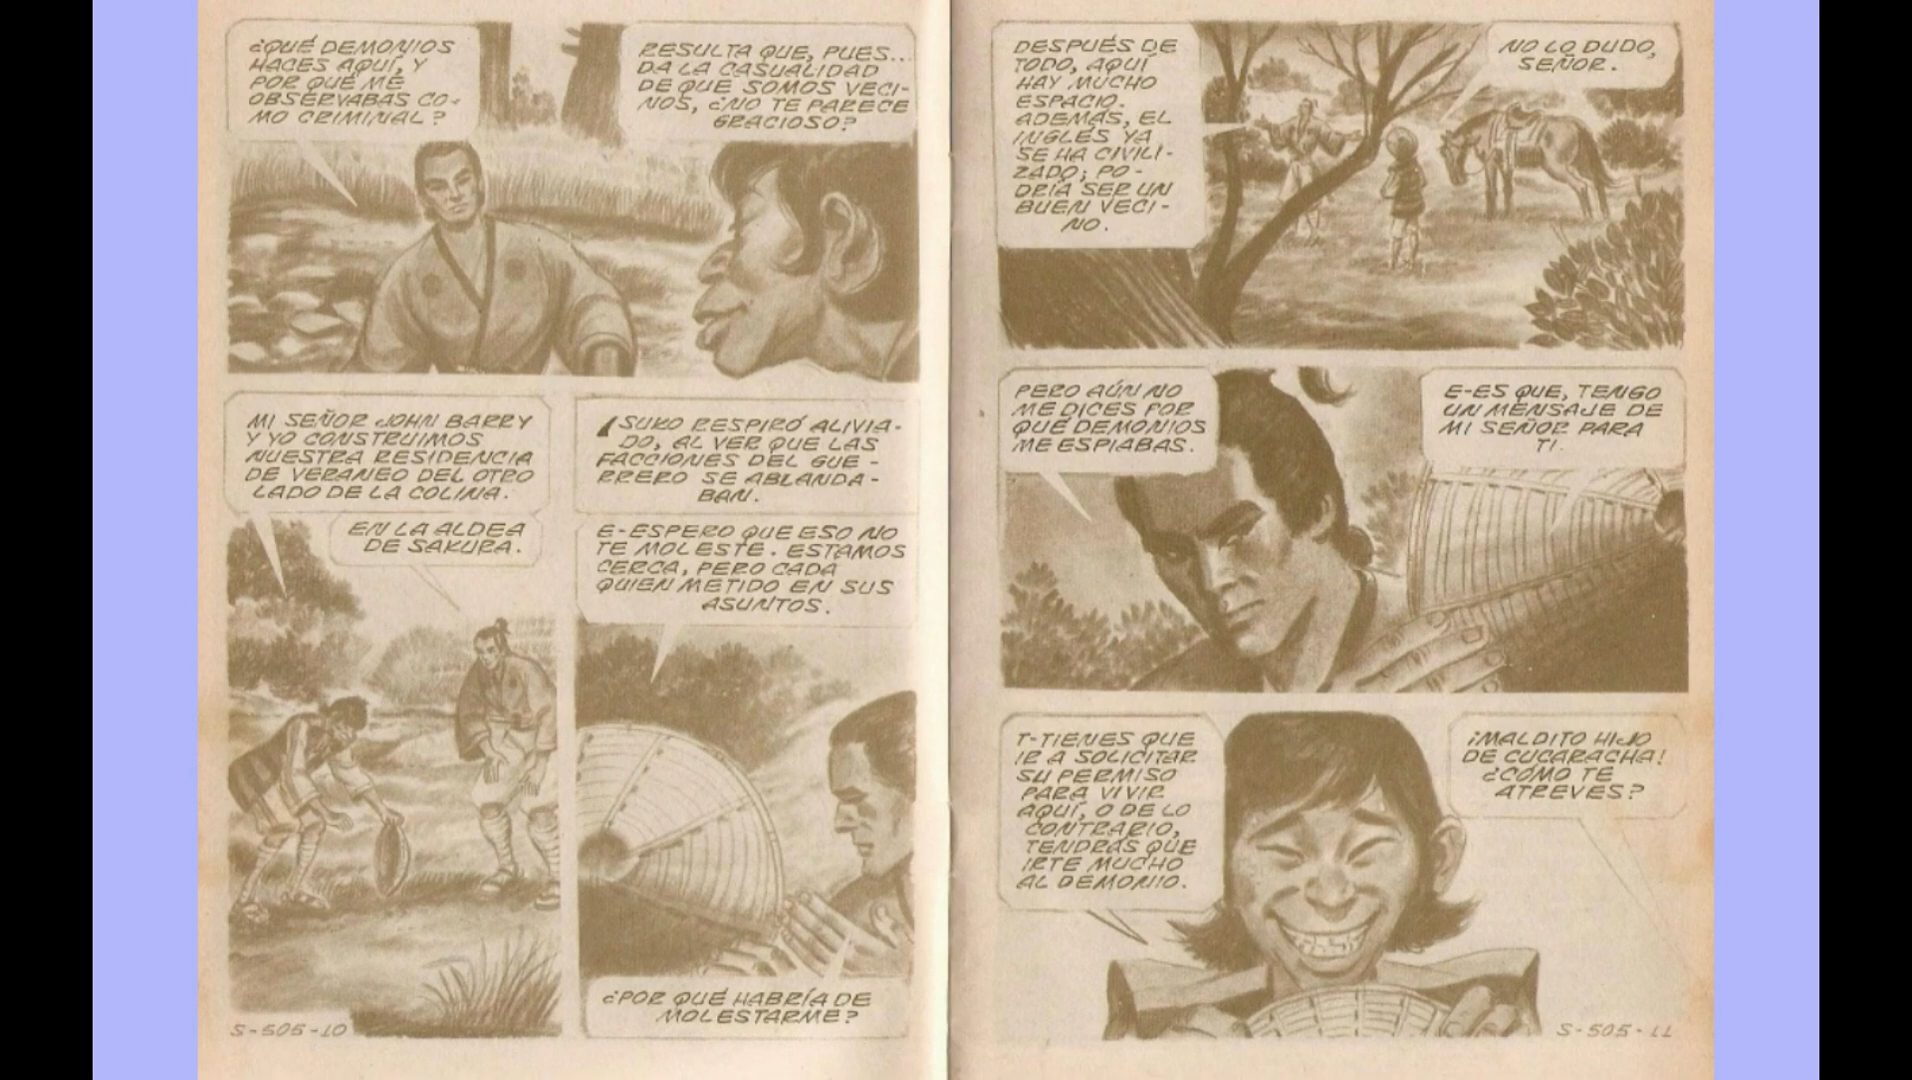 ¿QUÉ DEMONIOS
HACES AQUÍ, Y
POR QUÉ ME
OBSERVABAS CO-
MO CRIMINAL?
RESULTA QUE, PUES...
DA LA CASUALIDAD
DE QUE SOMOS VECI-
NOS, ¿NO TE PARECE
GRACIOSO?
MI SEÑOR JOHN BARRY
Y YO CONSTRUIMOS
NUESTRA RESIDENCIA
DE VERANEO DEL OTRO
LADO DE LA COLINA.
EN LA ALDEA
DE SAKURA.
SUKO RESPIRÓ ALIVIA-
DO, AL VER QUE LAS
FACCIONES DEL GUE-
RRERO SE ABLANDA-
BAN.
E-ESPERO QUE ESO NO
TE MOLESTE. ESTAMOS
CERCA, PERO CADA
QUIEN METIDO EN SUS
ASUNTOS.
¿POR QUÉ HABRÍA DE
MOLESTARME?
S-505-10
DESPUÉS DE
TODO, AQUÍ
HAY MUCHO
ESPACIO.
ADEMÁS, EL
INGLÉS YA
SE HA CIVILI-
ZADO; PO-
DRÍA SER UN
BUEN VECI-
NO.
NO LO DUDO,
SEÑOR.
PERO AÚN NO
ME DICES POR
QUÉ DEMONIOS
ME ESPIABAS.
E-ES QUE, TENGO
UN MENSAJE DE
MI SEÑOR PARA
TI.
T-TIENES QUE
IR A SOLICITAR
SU PERMISO
PARA VIVIR
AQUÍ, O DE LO
CONTRARIO,
TENDRÁS QUE
IRTE MUCHO
AL DEMONIO.
¡MALDITO HIJO
DE CUCARACHA!
¿CÓMO TE
ATREVES?
S-505-11